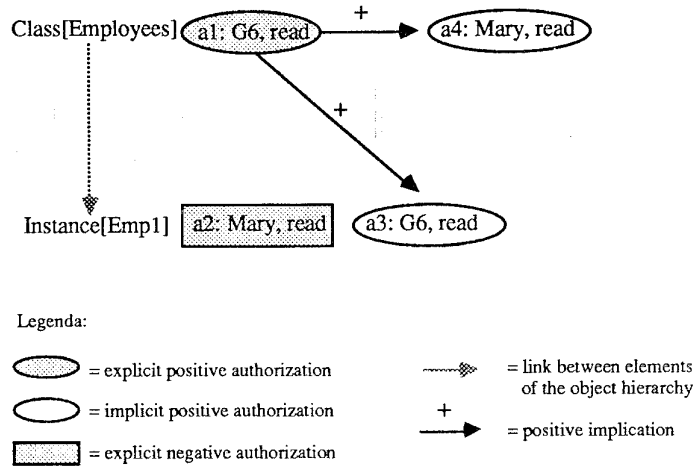 Class[Employees] a1: G6, read + a4: Mary, read
+
Instance[Emp1] a2: Mary, read a3: G6, read
Legenda:
= explicit positive authorization
= implicit positive authorization
= explicit negative authorization
= link between elements
of the object hierarchy
+
= positive implication